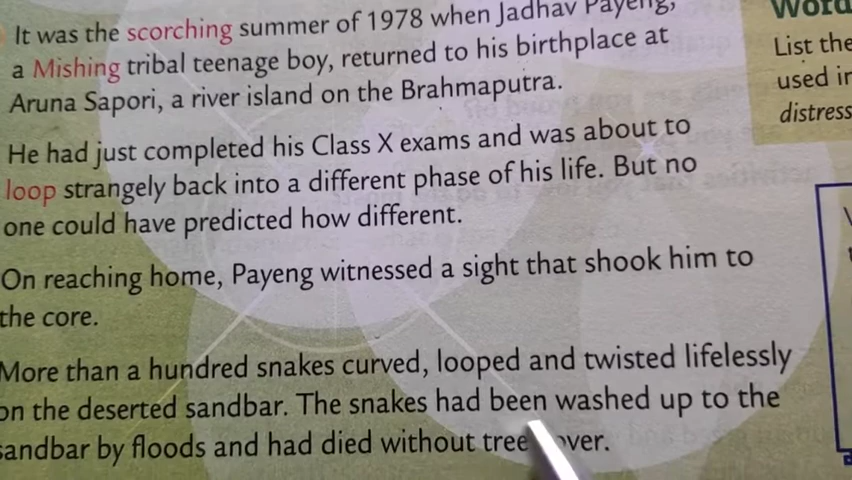 It was the scorching summer of 1978 when Jadhav Payeng,
a Mishing tribal teenage boy, returned to his birthplace at
Aruna Sapori, a river island on the Brahmaputra.
He had just completed his Class X exams and was about to
loop strangely back into a different phase of his life. But no
one could have predicted how different.
On reaching home, Payeng witnessed a sight that shook him to
the core.
More than a hundred snakes curved, looped and twisted lifelessly
on the deserted sandbar. The snakes had been washed up to the
sandbar by floods and had died without tree
Word
List the
used in
distress